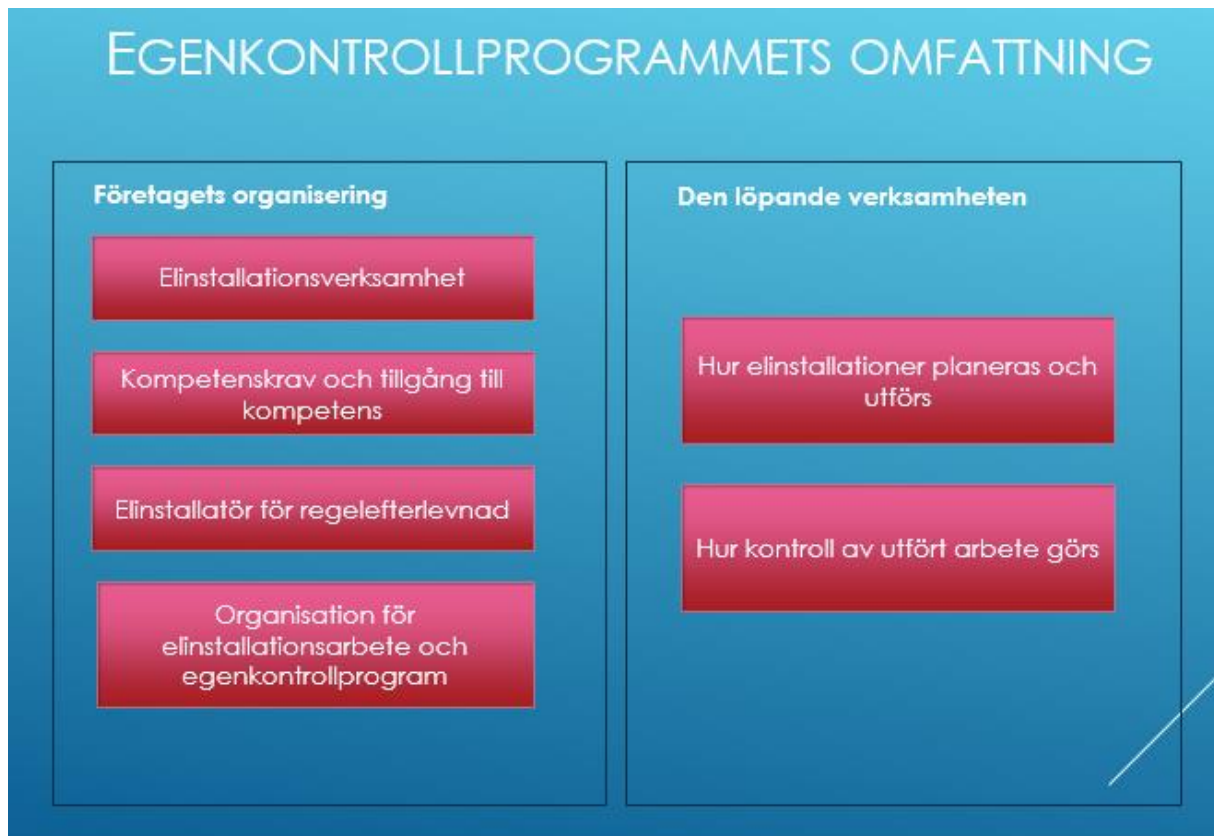 EGENKONTROLLPROGRAMMETS OMFATTNING
Företagets organisering
Elinstallationsverksamhet
Kompetenskrav och tillgång till
kompetens
Elinstallatör för regelefterlevnad
Organisation för
elinstallationsarbete och
egenkontrollprogram
Den löpande verksamheten
Hur elinstallationer planeras och
utförs
Hur kontroll av utfört arbete görs